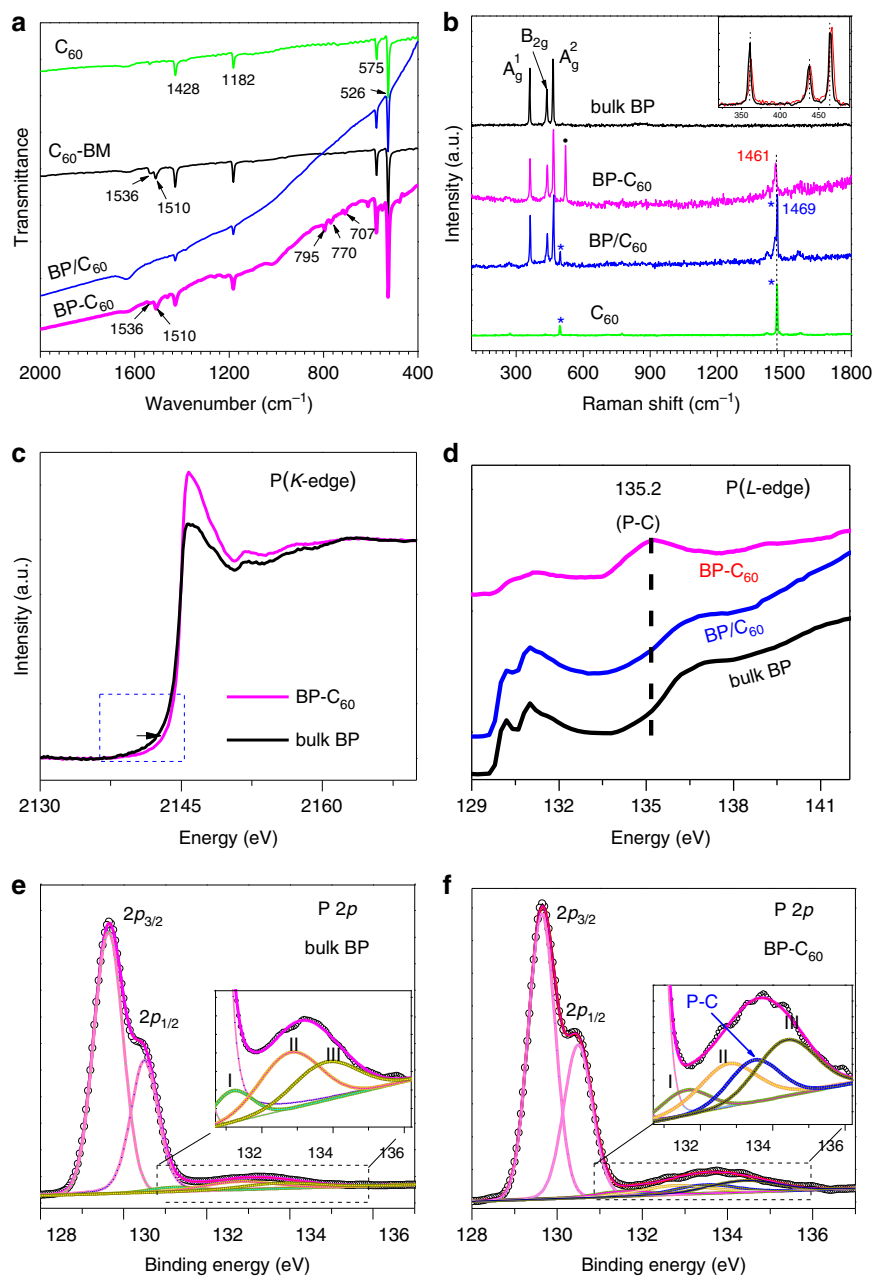 a
C60
1428
1182
575
526
C60-BM
1536
1510
BP/C60
795
770
707
BP-C60
1536
1510
Transmittance
2000
1600
1200
800
400
Wavenumber (cm−1)
b
Ag1
B2g
Ag2
bulk BP
350
400
450
BP-C60
•
1461
*
1469
BP/C60
*
*
C60
*
Intensity (a.u.)
300
600
900
1200
1500
1800
Raman shift (cm−1)
c
P(K-edge)
BP-C60
bulk BP
Intensity (a.u.)
2130
2145
2160
Energy (eV)
d
135.2
P(L-edge)
(P-C)
BP-C60
BP/C60
bulk BP
129
132
135
138
141
Energy (eV)
e
2p3/2
P 2p
bulk BP
2p1/2
I
II
III
132
134
136
Intensity (a.u.)
128
130
132
134
136
Binding energy (eV)
f
2p3/2
P 2p
BP-C60
2p1/2
P-C
I
II
III
132
134
136
128
130
132
134
136
Binding energy (eV)